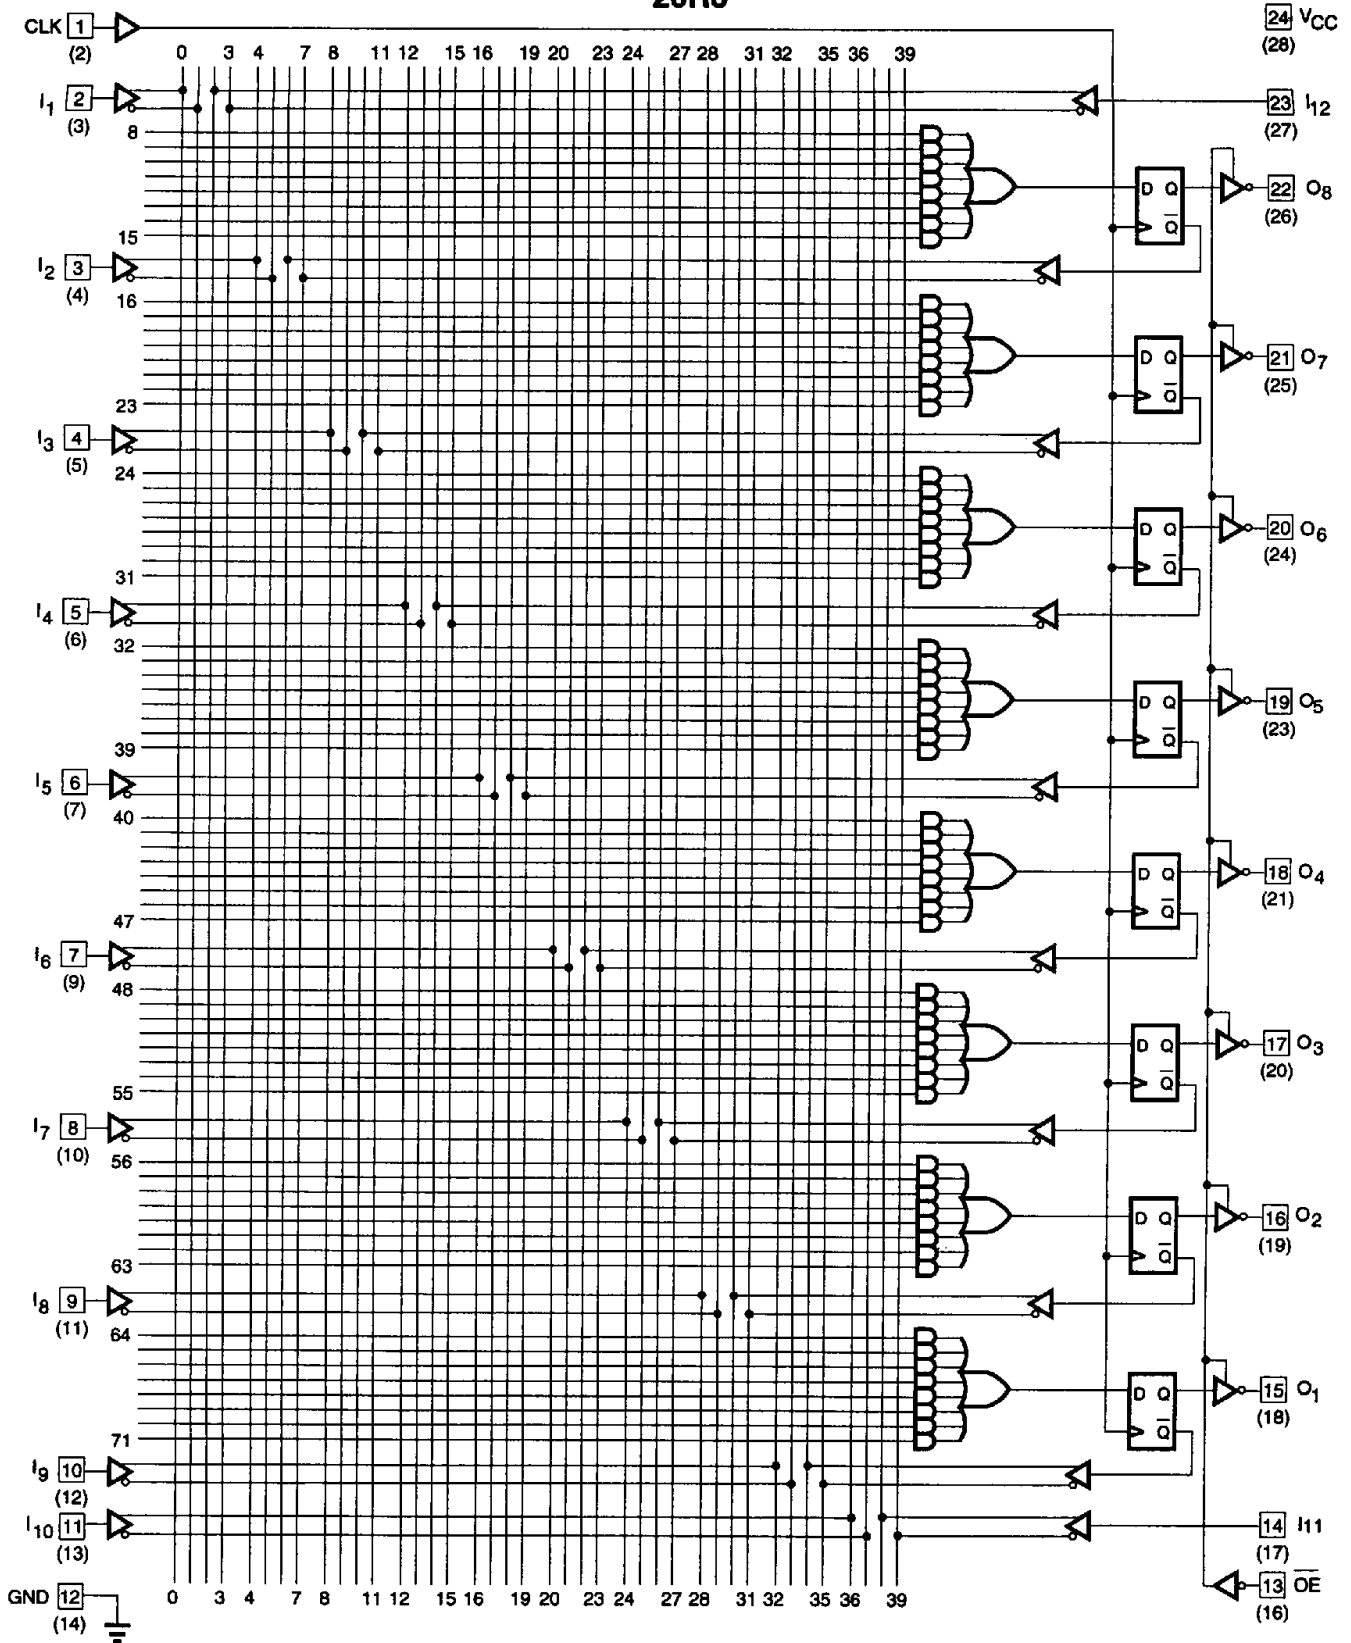 20R8
CLK 1 (2)
24 VCC (28)
0 3 4 7 8 11 12 15 16 19 20 23 24 27 28 31 32 35 36 39
I1 2 (3)
23 I12 (27)
8
D Q
22 O8 (26)
Q
15
I2 3 (4)
16
D Q
21 O7 (25)
Q
23
I3 4 (5)
24
D Q
20 O6 (24)
Q
31
I4 5 (6)
32
D Q
19 O5 (23)
Q
39
I5 6 (7)
40
D Q
18 O4 (21)
Q
47
I6 7 (9)
48
D Q
17 O3 (20)
Q
55
I7 8 (10)
56
D Q
16 O2 (19)
Q
63
I8 9 (11)
64
D Q
15 O1 (18)
Q
71
I9 10 (12)
I10 11 (13)
14 I11 (17)
GND 12 (14)
0 3 4 7 8 11 12 15 16 19 20 23 24 27 28 31 32 35 36 39
13 OE (16)